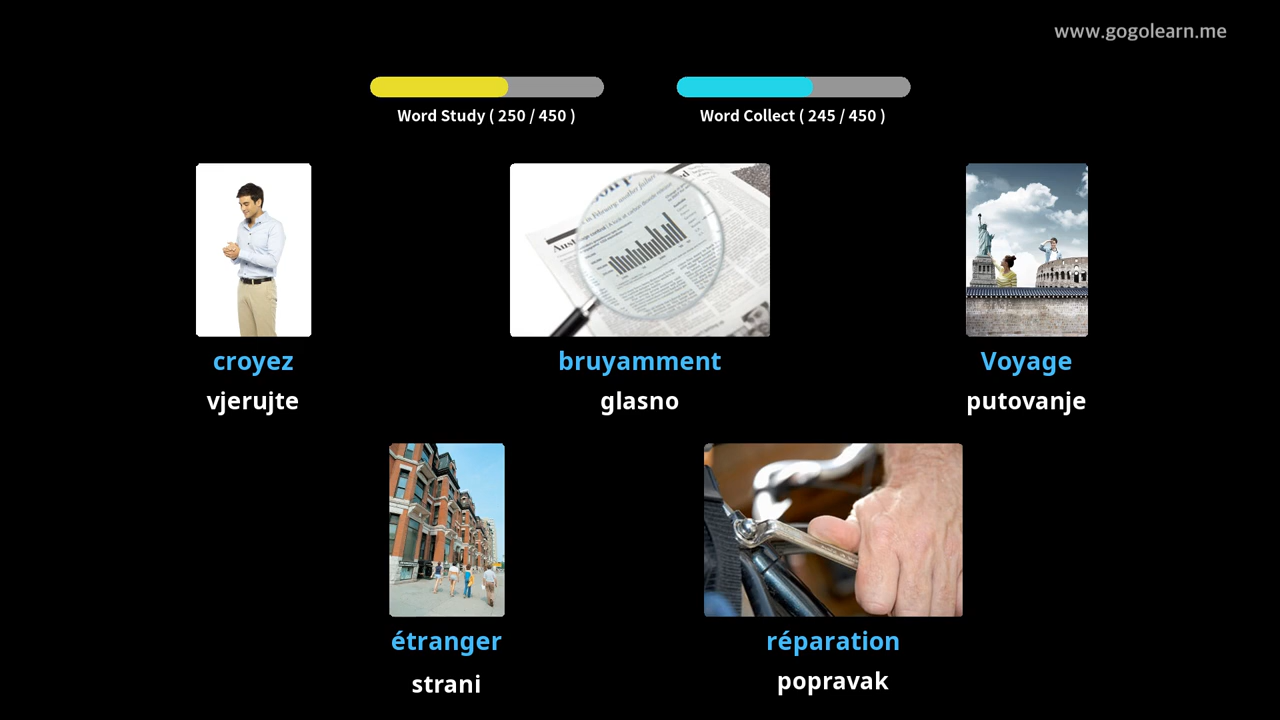 www.gogolearn.me
Word Study ( 250 / 450 )
Word Collect ( 245 / 450 )
croyez
vjerujte
bruyamment
glasno
Voyage
putovanje
étranger
strani
réparation
popravak